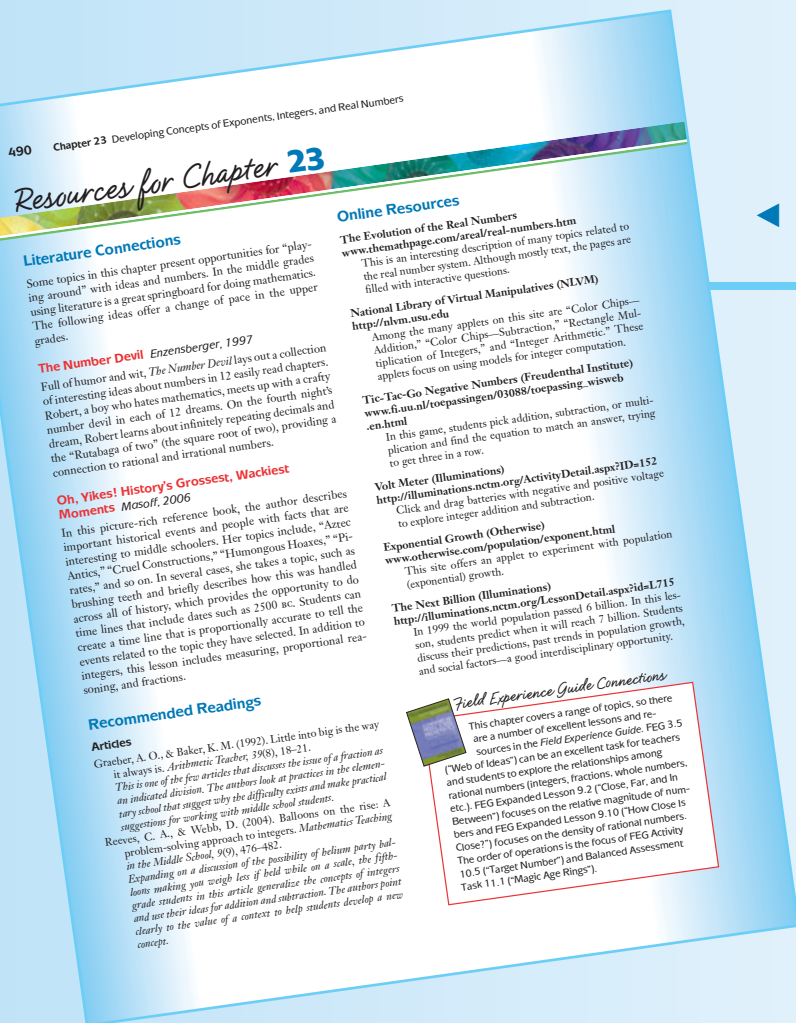 490 Chapter 23 Developing Concepts of Exponents, Integers, and Real Numbers
Resources for Chapter 23
Literature Connections
Some topics in this chapter present opportunities for “play-
ing around” with ideas and numbers. In the middle grades
using literature is a great springboard for doing mathematics.
The following ideas offer a change of pace in the upper
grades.
The Number Devil Enzensberger, 1997
Full of humor and wit, The Number Devil lays out a collection
of interesting ideas about numbers in 12 easily read chapters.
Robert, a boy who hates mathematics, meets up with a crafty
number devil in each of 12 dreams. On the fourth night’s
dream, Robert learns about infinitely repeating decimals and
the “Rutabaga of two” (the square root of two), providing a
connection to rational and irrational numbers.
Oh, Yikes! History’s Grossest, Wackiest
Moments Masoff, 2006
In this picture-rich reference book, the author describes
important historical events and people with facts that are
interesting to middle schoolers. Her topics include, “Aztec
Antics,” “Cruel Constructions,” “Humongous Hoaxes,” “Pi-
rates,” and so on. In several cases, she takes a topic, such as
brushing teeth and briefly describes how this was handled
across all of history, which provides the opportunity to do
time lines that include dates such as 2500 BC. Students can
create a time line that is proportionally accurate to tell the
events related to the topic they have selected. In addition to
integers, this lesson includes measuring, proportional rea-
soning, and fractions.
Recommended Readings
Articles
Graeber, A. O., & Baker, K. M. (1992). Little into big is the way
it always is. Arithmetic Teacher, 39(8), 18–21.
This is one of the few articles that discusses the issue of a fraction as
an indicated division. The authors look at practices in the elemen-
tary school that suggest why the difficulty exists and make practical
suggestions for working with middle school students.
Reeves, C. A., & Webb, D. (2004). Balloons on the rise: A
problem-solving approach to integers. Mathematics Teaching
in the Middle School, 9(9), 476–482.
Expanding on a discussion of the possibility of helium party bal-
loons making you weigh less if held while on a scale, the fifth-
grade students in this article generalize the concepts of integers
and use their ideas for addition and subtraction. The authors point
clearly to the value of a context to help students develop a new
concept.
Online Resources
The Evolution of the Real Numbers
www.themathpage.com/areal/real-numbers.htm
This is an interesting description of many topics related to
the real number system. Although mostly text, the pages are
filled with interactive questions.
National Library of Virtual Manipulatives (NLVM)
http://nlvm.usu.edu
Among the many applets on this site are “Color Chips—
Addition,” “Color Chips—Subtraction,” “Rectangle Mul-
tiplication of Integers,” and “Integer Arithmetic.” These
applets focus on using models for integer computation.
Tic-Tac-Go Negative Numbers (Freudenthal Institute)
www.fi.uu.nl/toepassingen/03088/toepassing_wisweb
.en.html
In this game, students pick addition, subtraction, or multi-
plication and find the equation to match an answer, trying
to get three in a row.
Volt Meter (Illuminations)
http://illuminations.nctm.org/ActivityDetail.aspx?ID=152
Click and drag batteries with negative and positive voltage
to explore integer addition and subtraction.
Exponential Growth (Otherwise)
www.otherwise.com/population/exponent.html
This site offers an applet to experiment with population
(exponential) growth.
The Next Billion (Illuminations)
http://illuminations.nctm.org/LessonDetail.aspx?id=L715
In 1999 the world population passed 6 billion. In this les-
son, students predict when it will reach 7 billion. Students
discuss their predictions, past trends in population growth,
and social factors—a good interdisciplinary opportunity.
Field Experience Guide Connections
This chapter covers a range of topics, so there
are a number of excellent lessons and re-
sources in the Field Experience Guide. FEG 3.5
(“Web of Ideas”) can be an excellent task for teachers
and students to explore the relationships among
rational numbers (integers, fractions, whole numbers,
etc.). FEG Expanded Lesson 9.2 (“Close, Far, and In
Between”) focuses on the relative magnitude of num-
bers and FEG Expanded Lesson 9.10 (“How Close Is
Close?”) focuses on the density of rational numbers.
The order of operations is the focus of FEG Activity
10.5 (“Target Number”) and Balanced Assessment
Task 11.1 (“Magic Age Rings”).